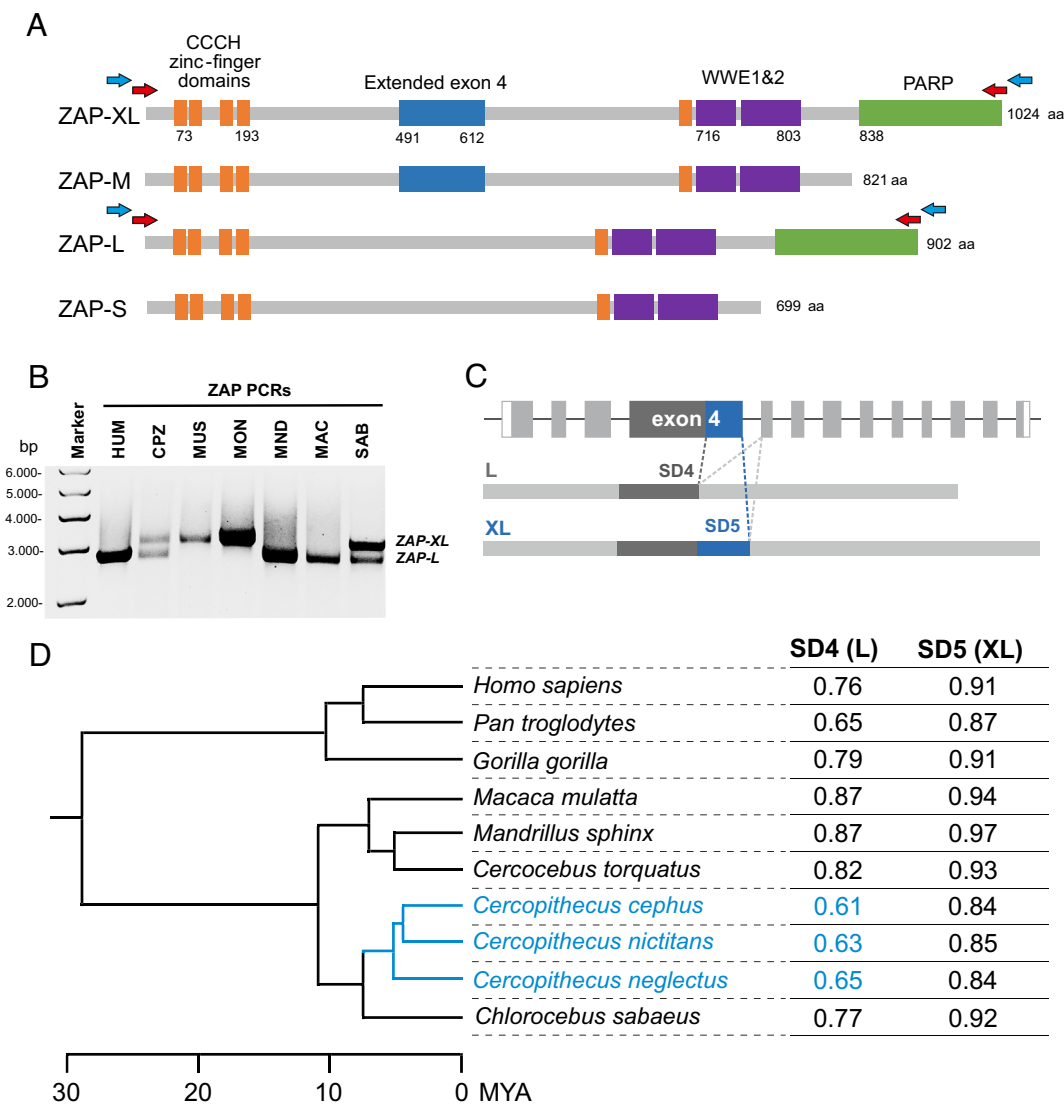 A
CCCH
zinc-finger
domains
Extended exon 4
WWE1&2
PARP
ZAP-XL
1024 aa
73
193
491
612
716
803
838
ZAP-M
821 aa
ZAP-L
902 aa
ZAP-S
699 aa
B
ZAP PCRs
bp
Marker
HUM
CPZ
MUS
MON
MND
MAC
SAB
6.000-
5.000-
4.000-
3.000-
2.000-
ZAP-XL
ZAP-L
C
exon 4
L
SD4
XL
SD5
D
SD4 (L) SD5 (XL)
Homo sapiens 0.76 0.91
Pan troglodytes 0.65 0.87
Gorilla gorilla 0.79 0.91
Macaca mulatta 0.87 0.94
Mandrillus sphinx 0.87 0.97
Cercocebus torquatus 0.82 0.93
Cercopithecus cephus 0.61 0.84
Cercopithecus nictitans 0.63 0.85
Cercopithecus neglectus 0.65 0.84
Chlorocebus sabaeus 0.77 0.92
30 20 10 0 MYA